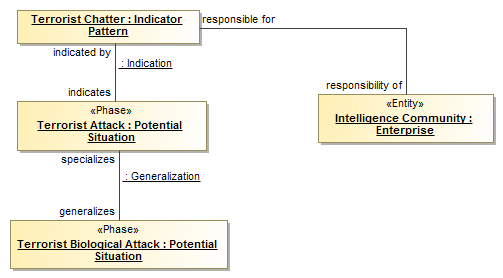 Terrorist Chatter : Indicator
Pattern
responsible for
indicated by
: Indication
indicates
responsibility of
«Phase»
Terrorist Attack : Potential
Situation
«Entity»
Intelligence Community :
Enterprise
specializes
: Generalization
generalizes
«Phase»
Terrorist Biological Attack : Potential
Situation